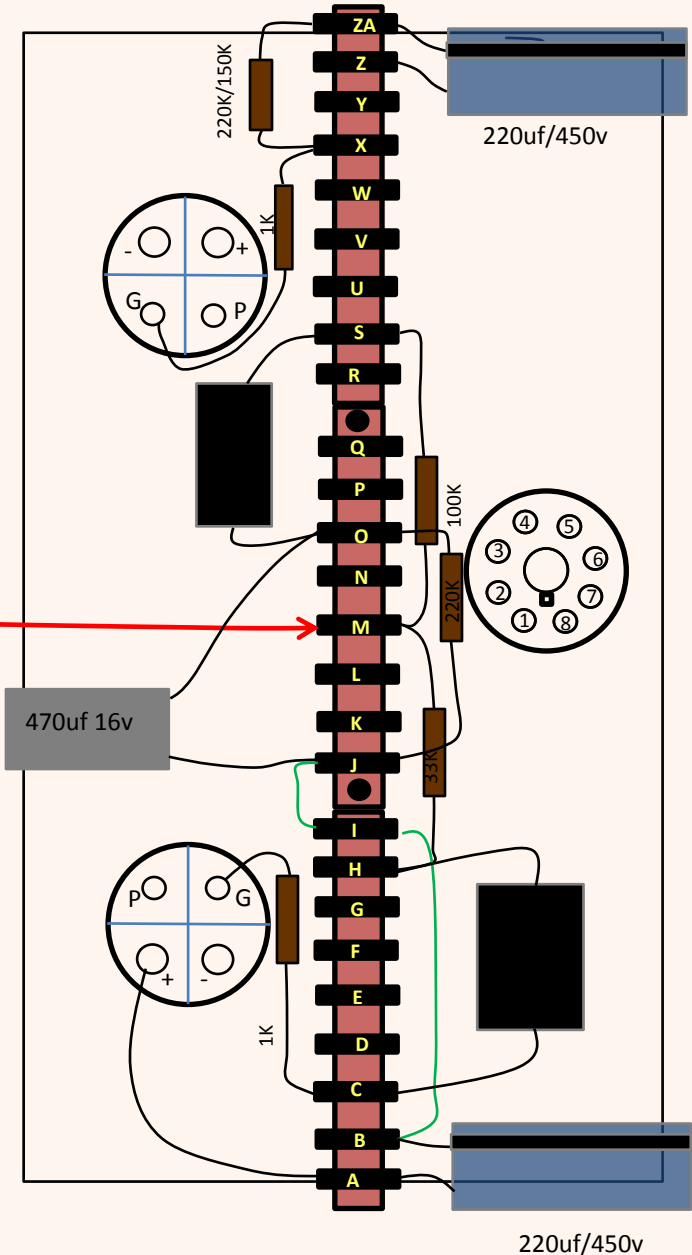 ZA
Z
Y
X
W
V
U
S
R
Q
P
O
N
M
L
K
J
I
H
G
F
E
D
C
B
A
220K/150K
220uf/450v
1K
- +
G P
100K
220K
4 5
3 6
2 7
1 8
470uf 16v
33K
P G
+ -
1K
220uf/450v